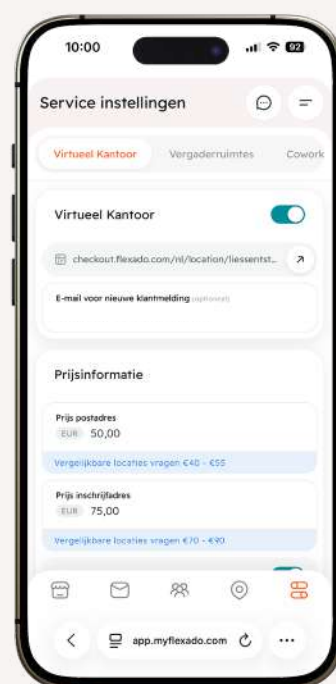 10:00
92
Service instellingen
Virtueel Kantoor
Vergaderruimtes
Cowork
Virtueel Kantoor
checkout.flexado.com/nl/location/liessentst...
E-mail voor nieuwe klantmelding (optioneel)
Prijsinformatie
Prijs postadres
EUR 50,00
Vergelijkbare locaties vragen €40 - €55
Prijs inschrijfadres
EUR 75,00
Vergelijkbare locaties vragen €70 - €90
app.myflexado.com